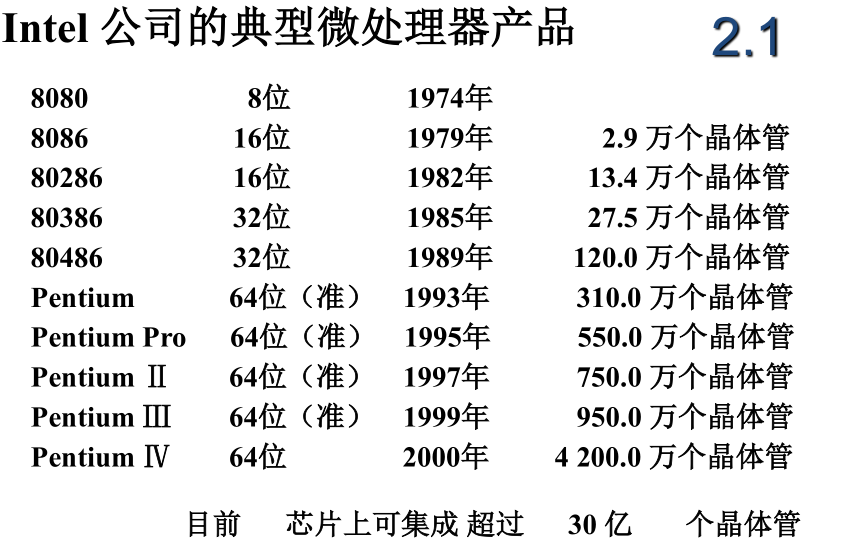 Intel 公司的典型微处理器产品 2.1
8080 8位 1974年
8086 16位 1979年 2.9 万个晶体管
80286 16位 1982年 13.4 万个晶体管
80386 32位 1985年 27.5 万个晶体管
80486 32位 1989年 120.0 万个晶体管
Pentium 64位（准） 1993年 310.0 万个晶体管
Pentium Pro 64位（准） 1995年 550.0 万个晶体管
Pentium Ⅱ 64位（准） 1997年 750.0 万个晶体管
Pentium Ⅲ 64位（准） 1999年 950.0 万个晶体管
Pentium Ⅳ 64位 2000年 4 200.0 万个晶体管
目前 芯片上可集成 超过 30 亿 个晶体管